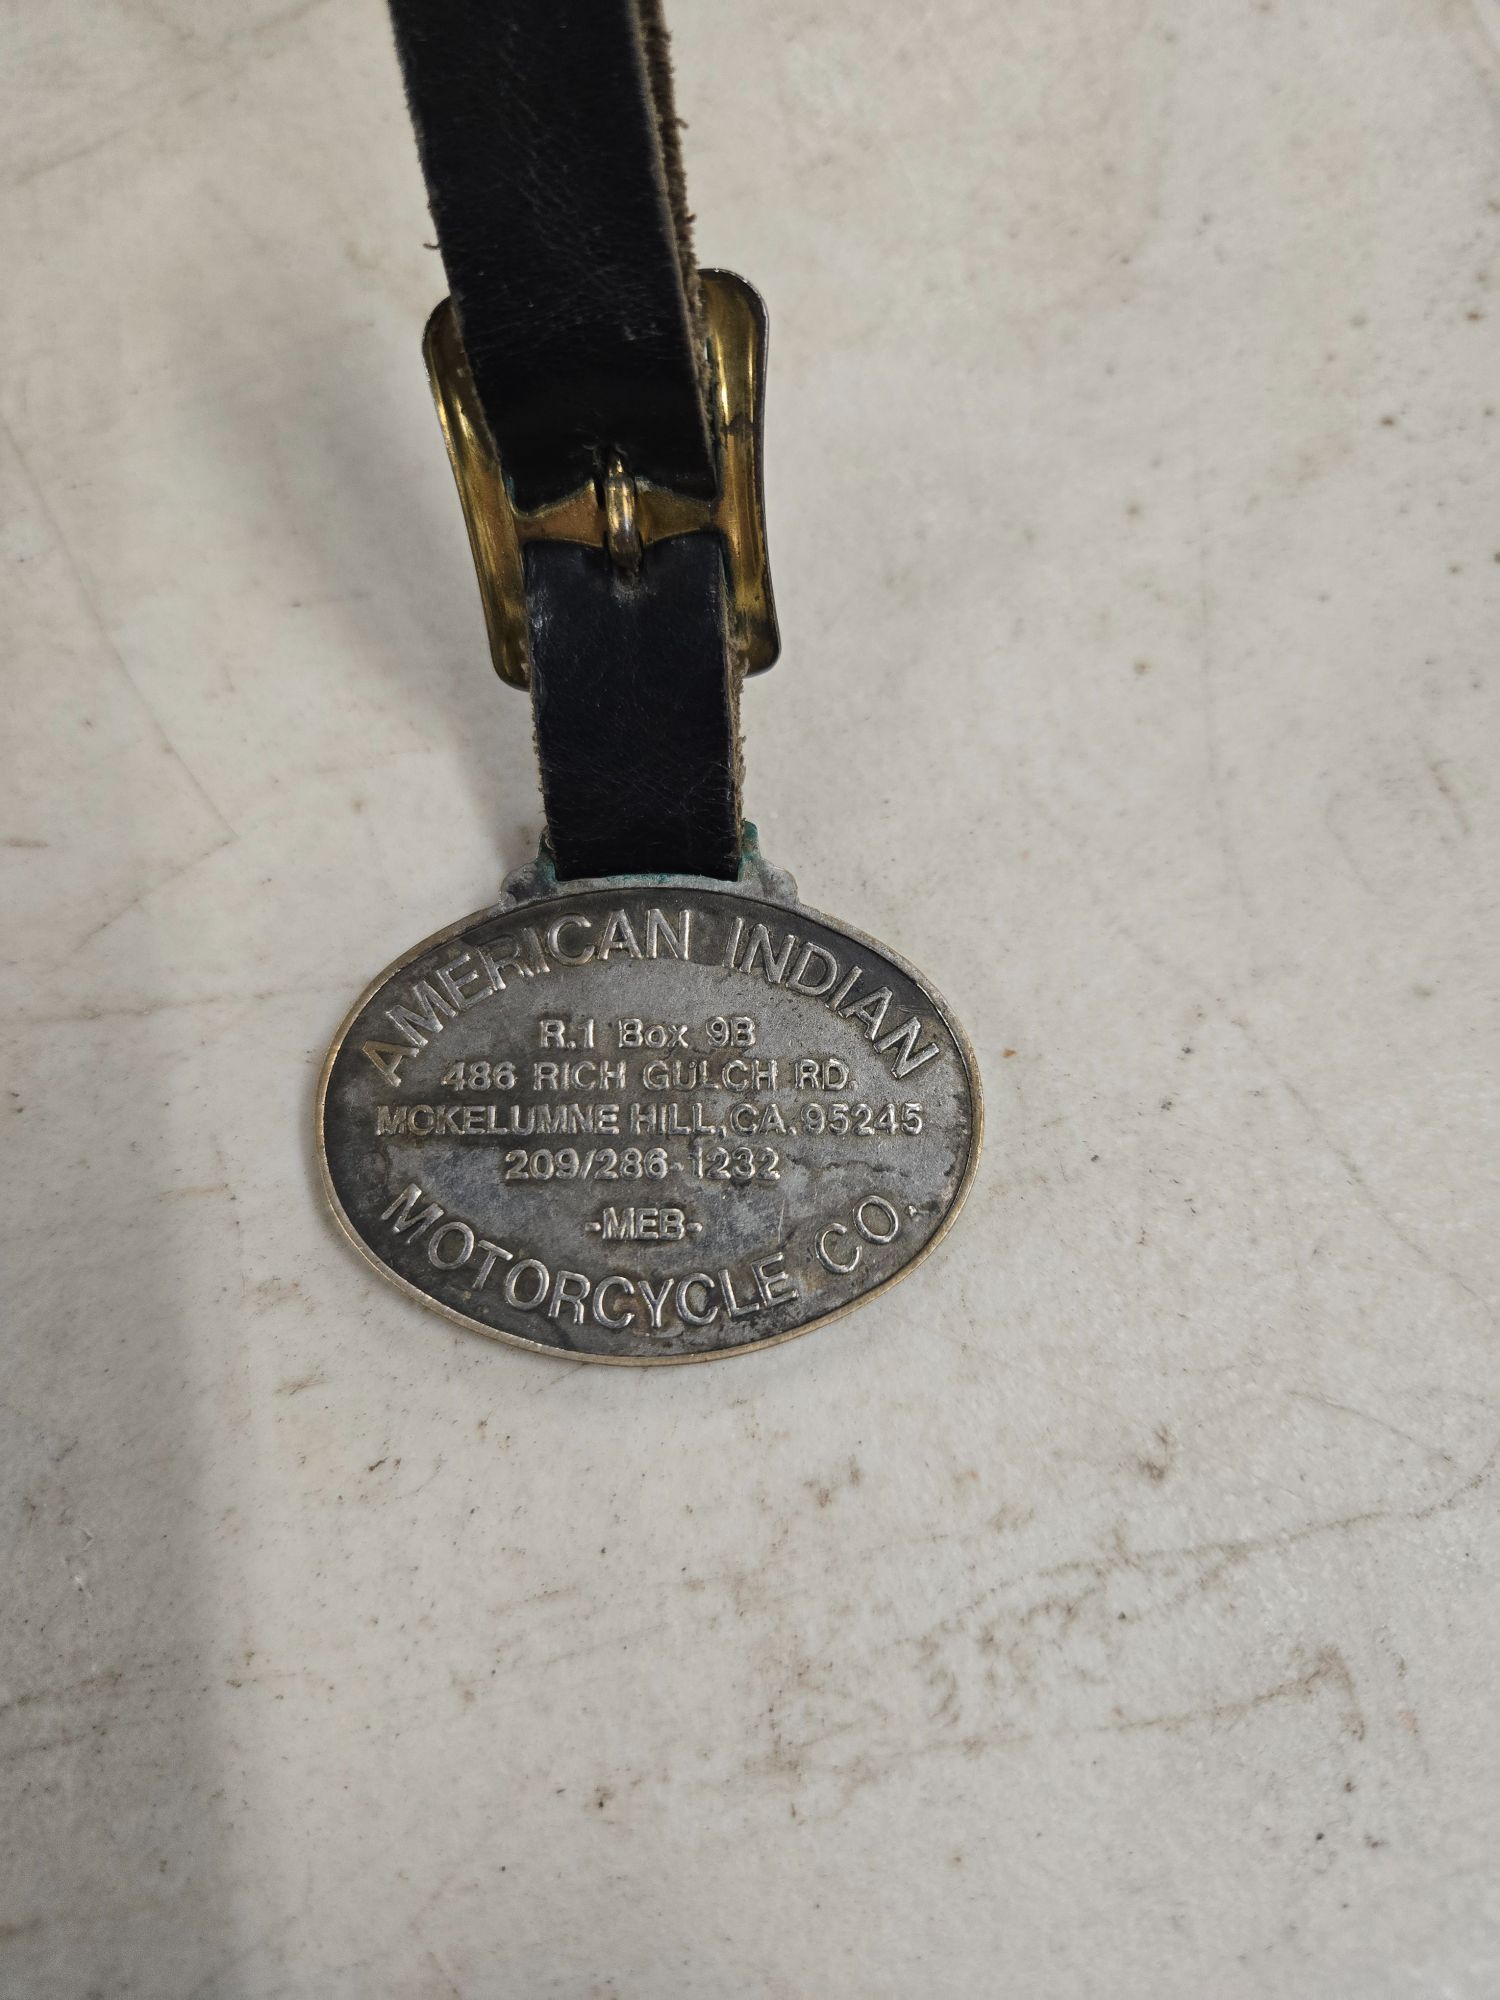 AMERICAN INDIAN
R.1 Box 9B
486 RICH GULCH RD.
MOKELUMNE HILL, CA. 95245
209/286-1232
-MEB-
MOTORCYCLE CO.